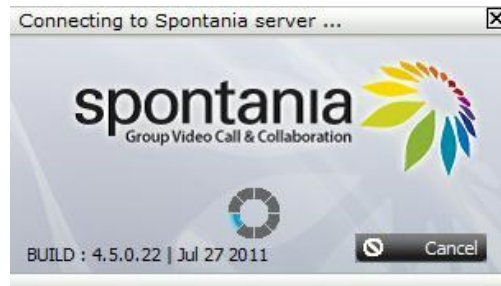 Connecting to Spontania server ...
spontania
Group Video Call & Collaboration
BUILD : 4.5.0.22 | Jul 27 2011
Cancel